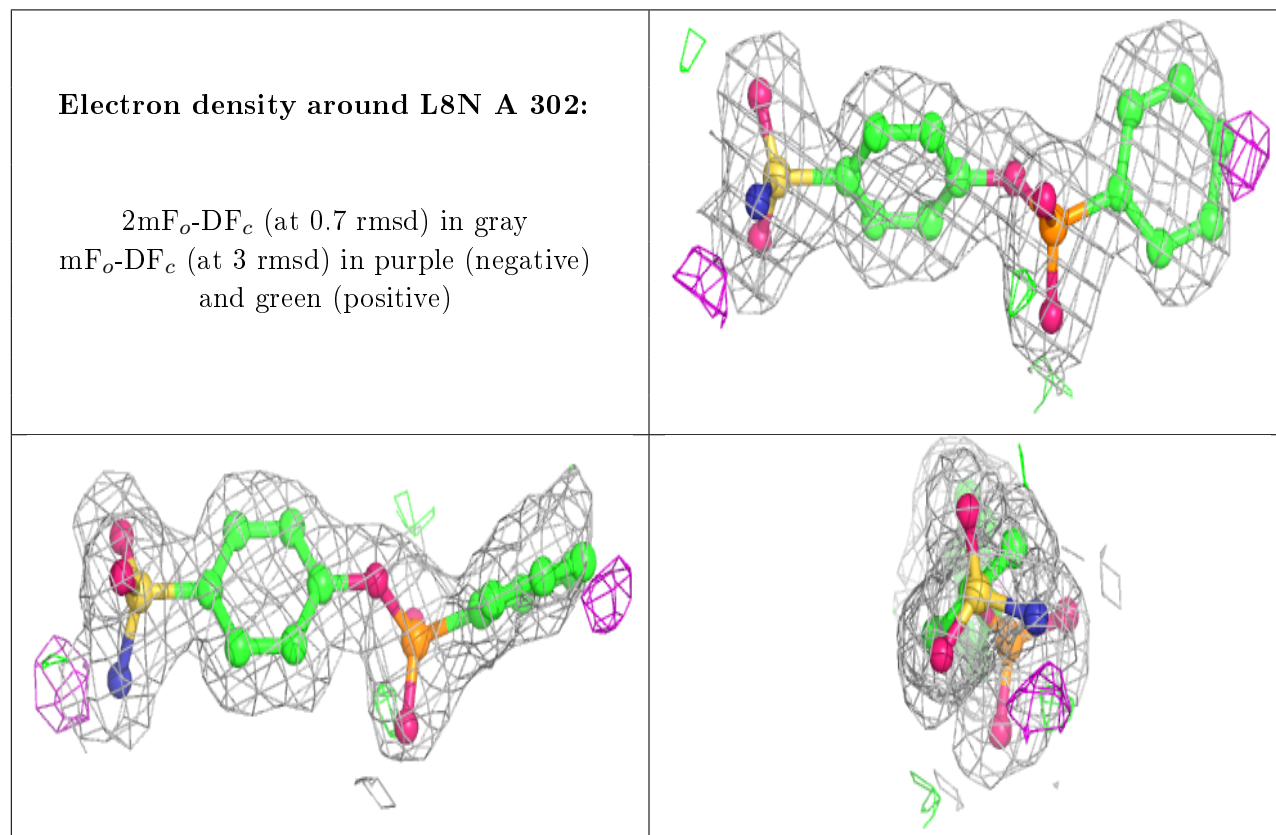 Electron density around L8N A 302:
2mFₒ-DF𝒸 (at 0.7 rmsd) in gray
mFₒ-DF𝒸 (at 3 rmsd) in purple (negative)
and green (positive)